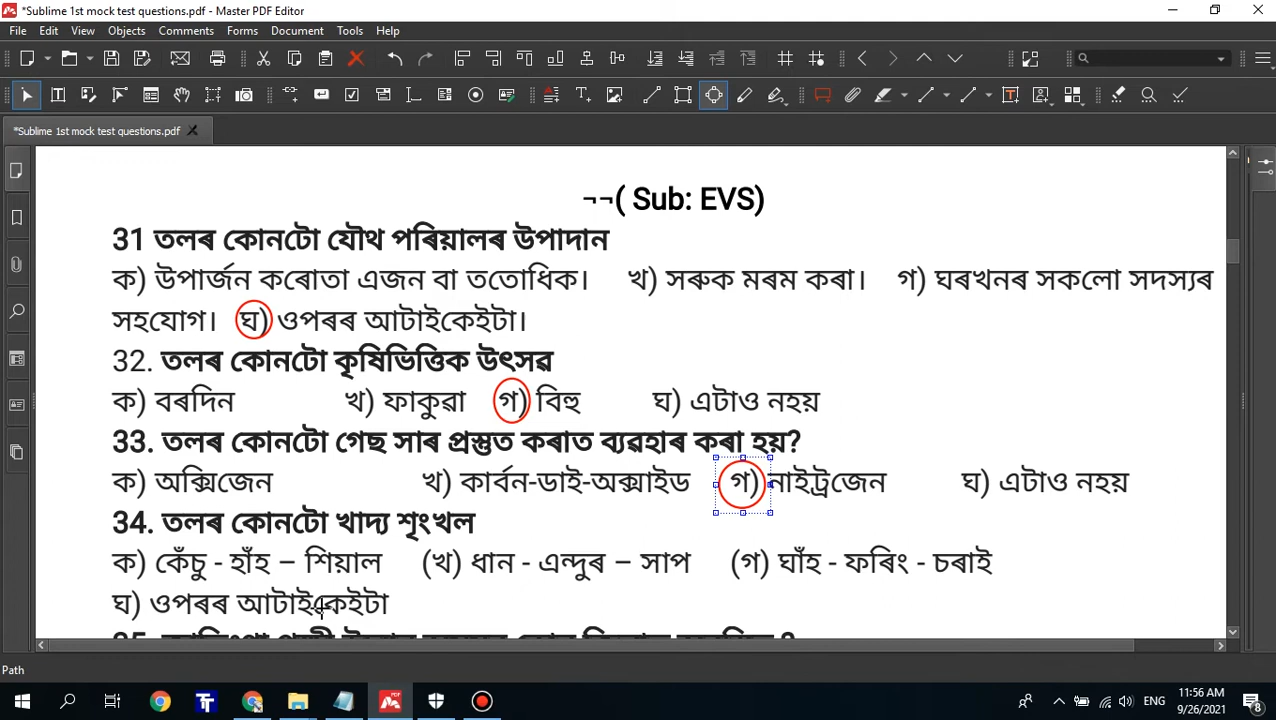 *Sublime 1st mock test questions.pdf - Master PDF Editor
File Edit View Objects Comments Forms Document Tools Help
*Sublime 1st mock test questions.pdf
¬¬( Sub: EVS)
31 তলৰ কোনটো যৌথ পৰিয়ালৰ উপাদান
ক) উপাৰ্জন কৰোতা এজন বা ততোধিক। খ) সৰুক মৰম কৰা। গ) ঘৰখনৰ সকলো সদস্যৰ
সহযোগ। ঘ) ওপৰৰ আটাইকেইটা।
32. তলৰ কোনটো কৃষিভিত্তিক উৎসৱ
ক) বৰদিন খ) ফাকুৱা গ) বিহু ঘ) এটাও নহয়
33. তলৰ কোনটো গেছ সাৰ প্ৰস্তুত কৰাত ব্যৱহাৰ কৰা হয়?
ক) অক্সিজেন খ) কাৰ্বন-ডাই-অক্সাইড গ) নাইট্ৰজেন ঘ) এটাও নহয়
34. তলৰ কোনটো খাদ্য শৃংখল
ক) কেঁচু - হাঁহ – শিয়াল (খ) ধান - এন্দুৰ – সাপ (গ) ঘাঁহ - ফৰিং - চৰাই
ঘ) ওপৰৰ আটাইকেইটা
Path
ENG
11:56 AM
9/26/2021
8